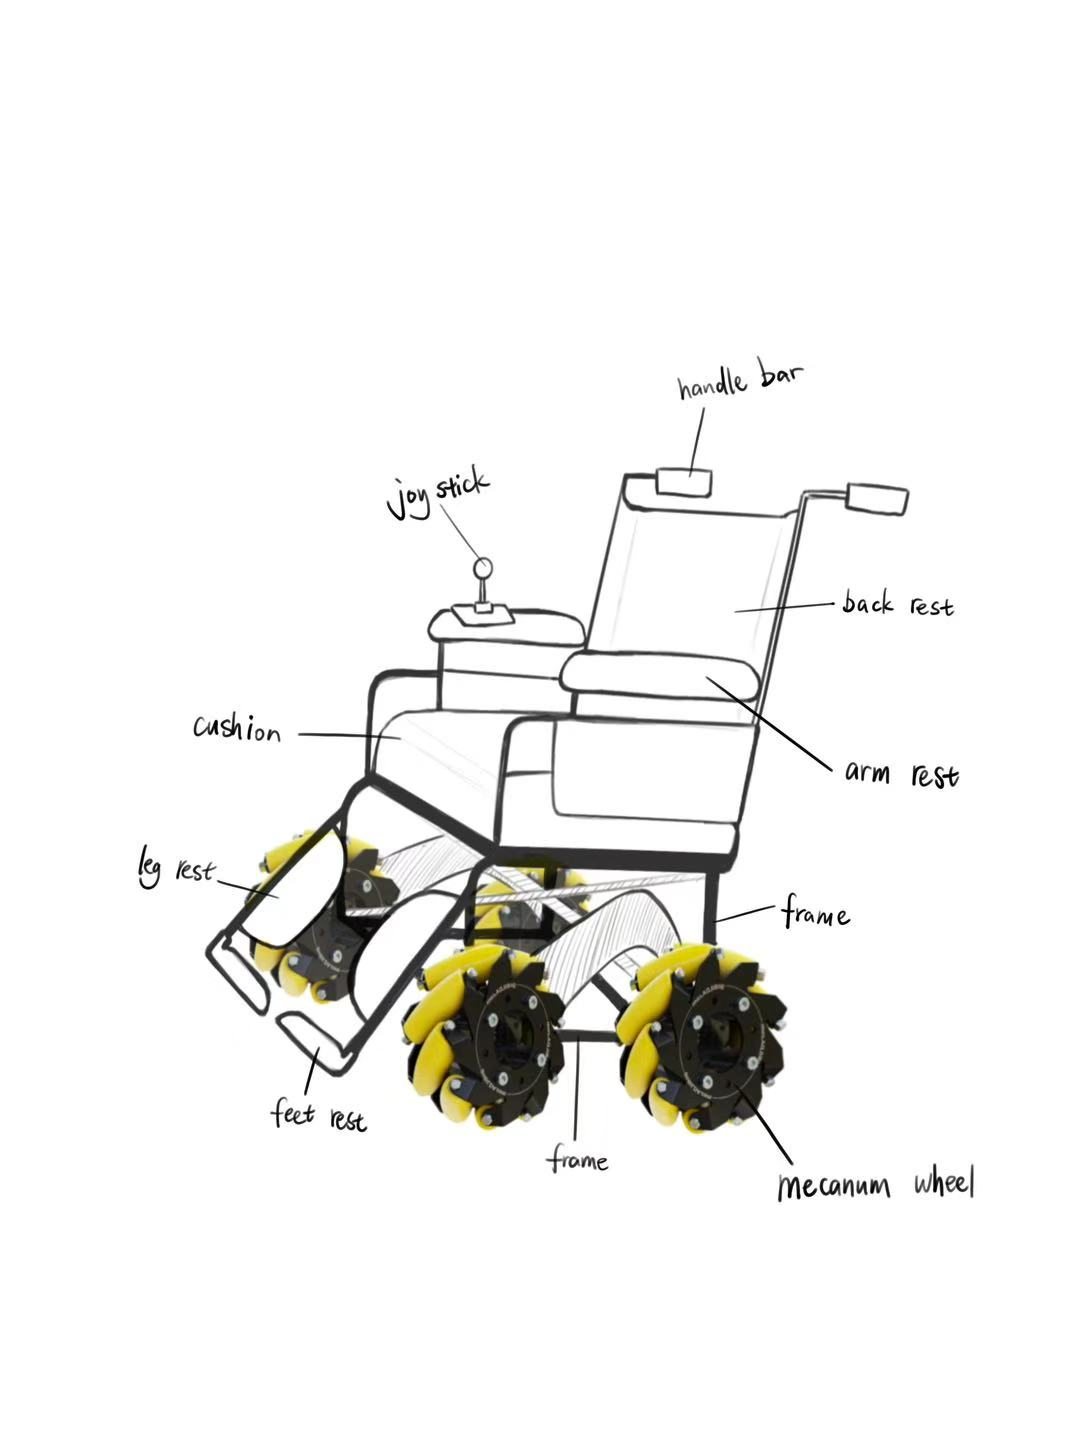 handle bar
joy stick
back rest
cushion
arm rest
leg rest
frame
feet rest
frame
mecanum wheel